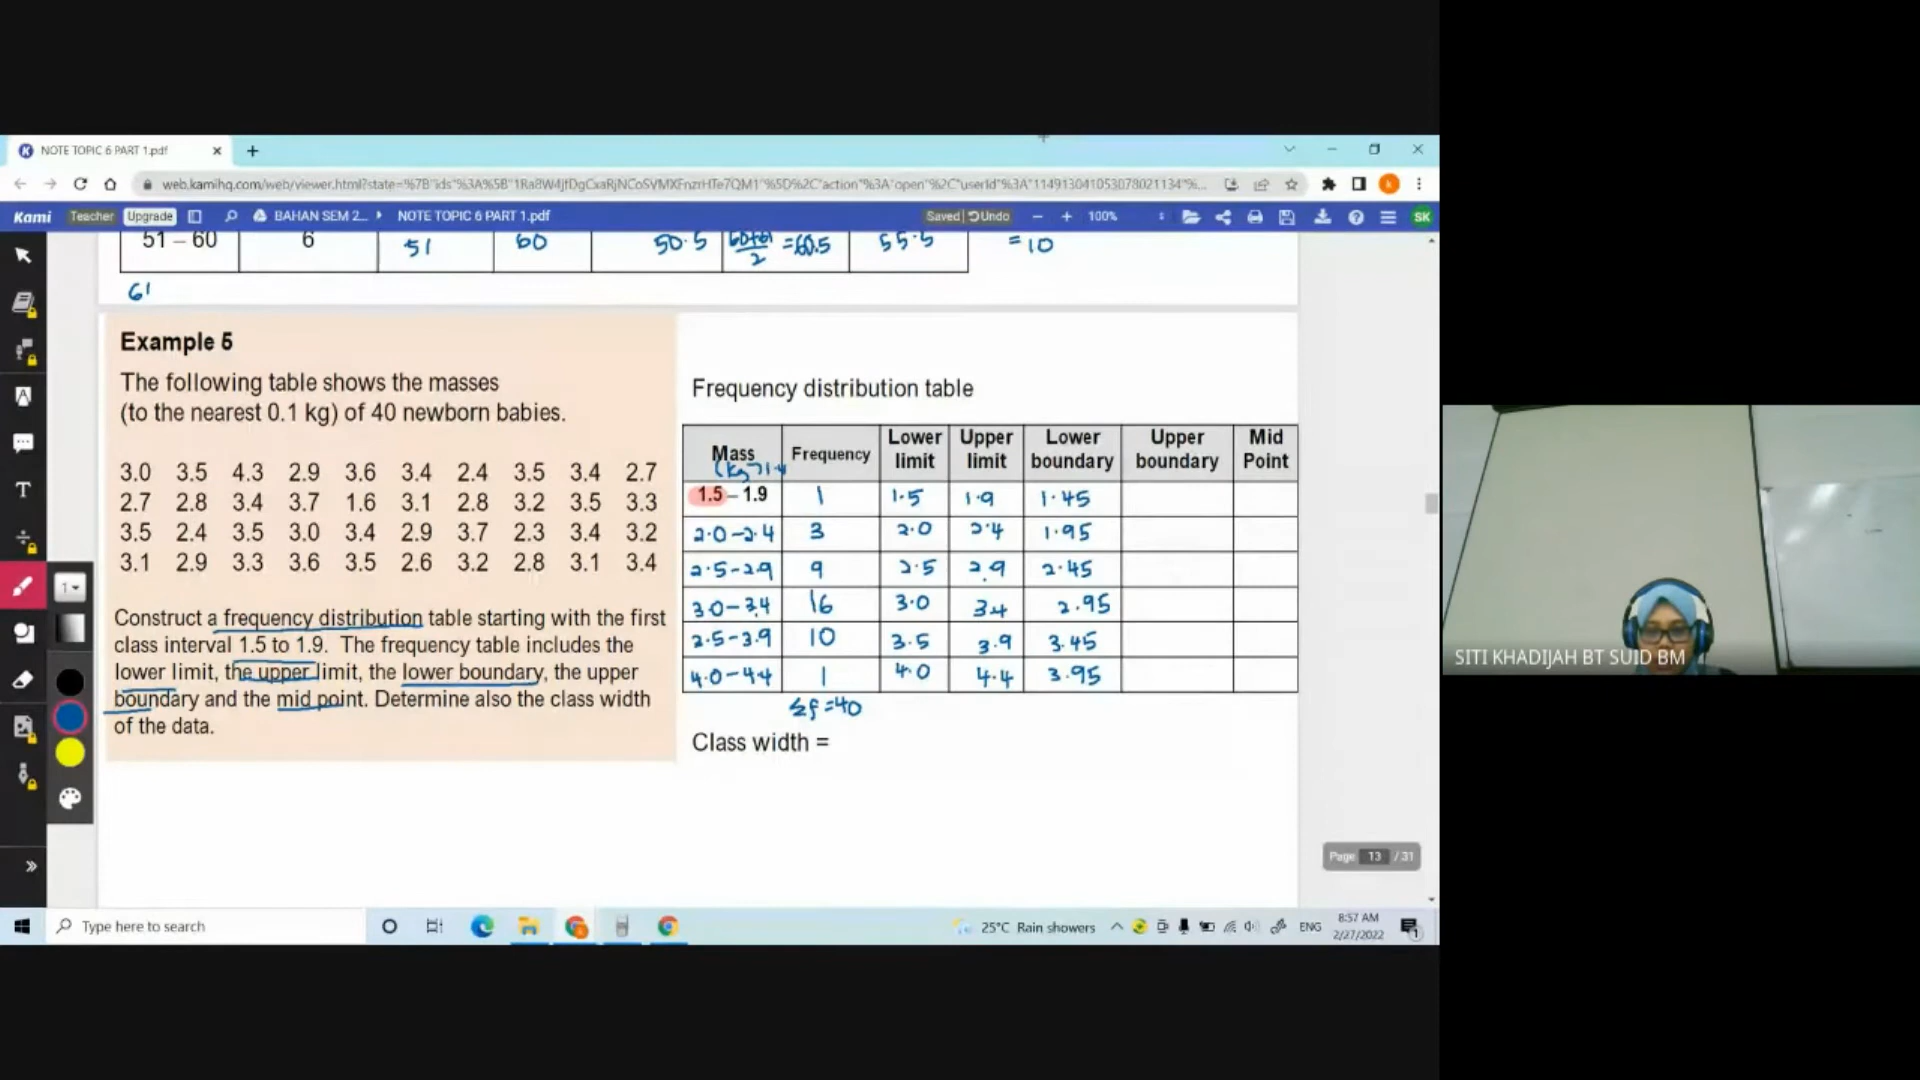 NOTE TOPIC 6 PART 1.pdf
Kami Teacher Upgrade BAHAN SEM 2... NOTE TOPIC 6 PART 1.pdf Saved Undo 100% SK
51 – 60 6 51 60 50.5 60+61/2 =60.5 55.5 = 10
61
Example 5
The following table shows the masses
(to the nearest 0.1 kg) of 40 newborn babies.
3.0 3.5 4.3 2.9 3.6 3.4 2.4 3.5 3.4 2.7
2.7 2.8 3.4 3.7 1.6 3.1 2.8 3.2 3.5 3.3
3.5 2.4 3.5 3.0 3.4 2.9 3.7 2.3 3.4 3.2
3.1 2.9 3.3 3.6 3.5 2.6 3.2 2.8 3.1 3.4
Construct a frequency distribution table starting with the first
class interval 1.5 to 1.9. The frequency table includes the
lower limit, the upper limit, the lower boundary, the upper
boundary and the mid point. Determine also the class width
of the data.
Frequency distribution table
Mass (kg) 1.4 Frequency Lower limit Upper limit Lower boundary Upper boundary Mid Point
1.5 – 1.9 1 1.5 1.9 1.45
2.0 – 2.4 3 2.0 2.4 1.95
2.5 – 2.9 9 2.5 2.9 2.45
3.0 – 3.4 16 3.0 3.4 2.95
3.5 – 3.9 10 3.5 3.9 3.45
4.0 – 4.4 1 4.0 4.4 3.95
Σf = 40
Class width =
Page 13 / 31
Type here to search
25°C Rain showers ENG 8:57 AM
2/27/2022
SITI KHADIJAH BT SUID BM